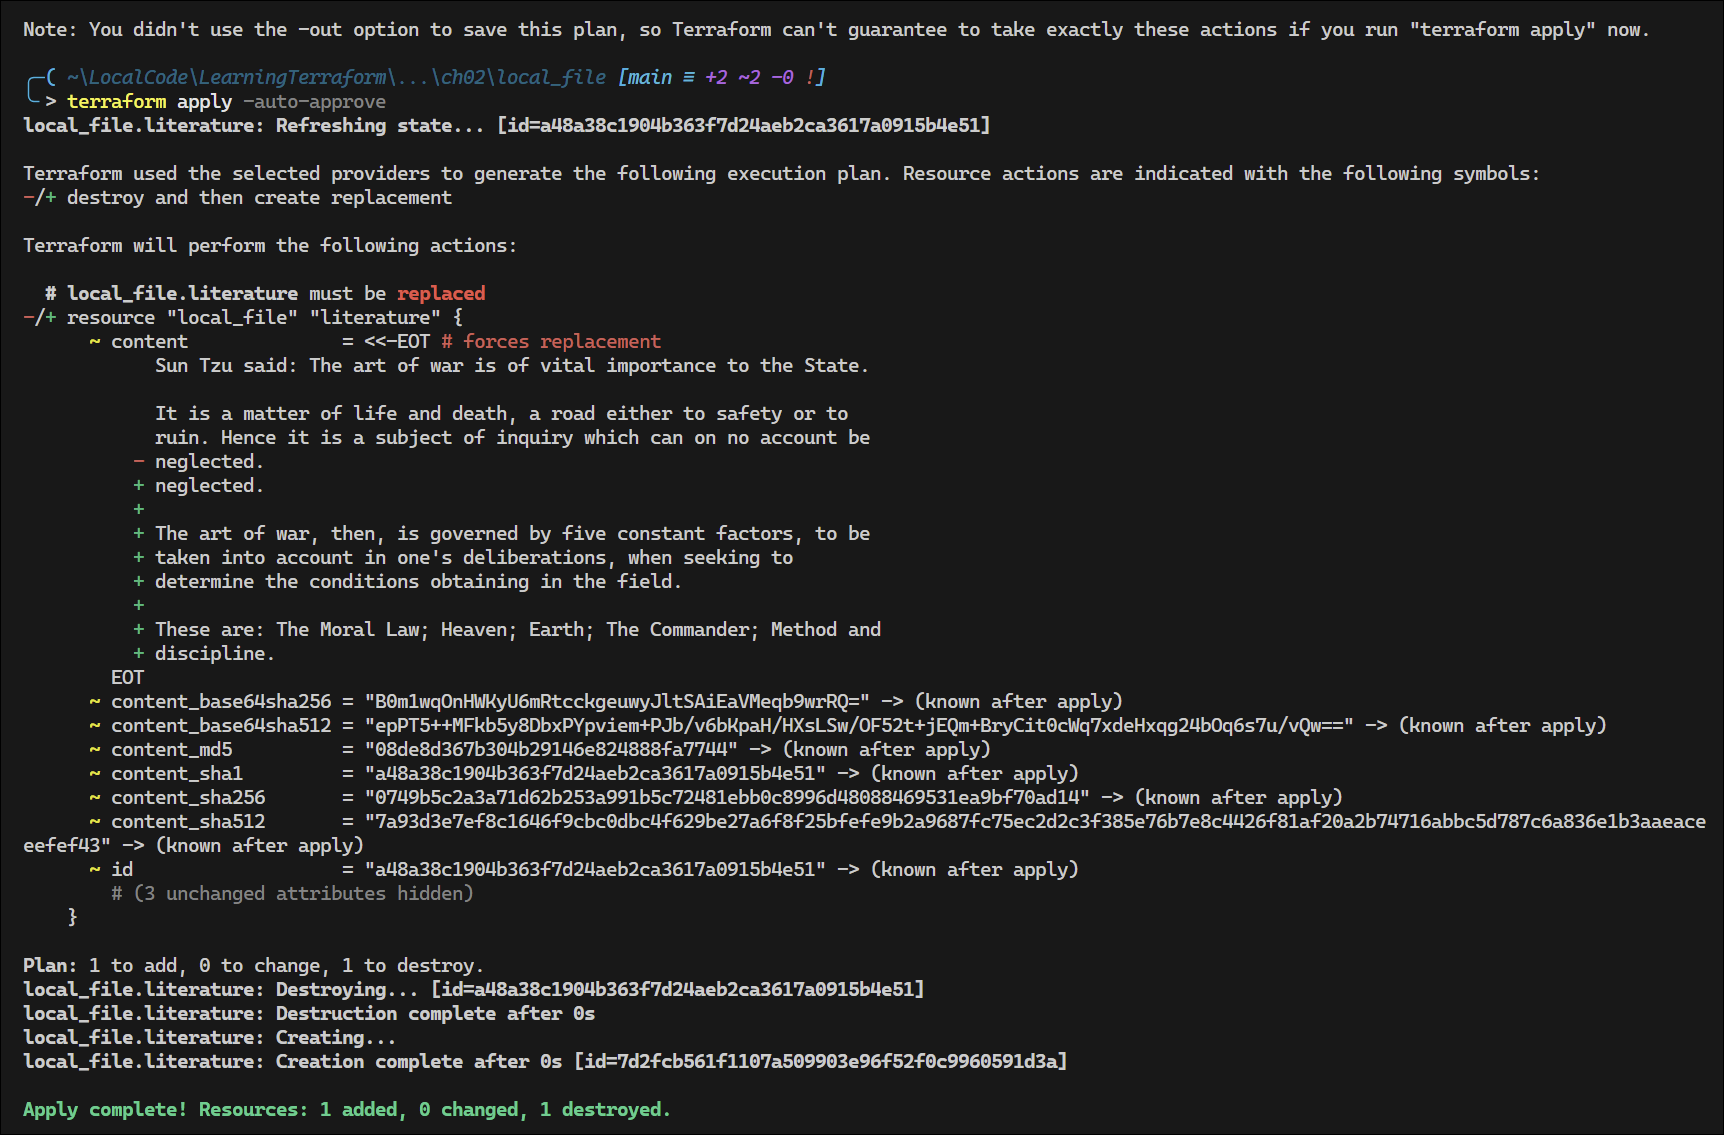 Note: You didn't use the -out option to save this plan, so Terraform can't guarantee to take exactly these actions if you run "terraform apply" now.
~\LocalCode\LearningTerraform\...\ch02\local_file [main ≡ +2 ~2 -0 !]
> terraform apply -auto-approve
local_file.literature: Refreshing state... [id=a48a38c1904b363f7d24aeb2ca3617a0915b4e51]
Terraform used the selected providers to generate the following execution plan. Resource actions are indicated with the following symbols:
-/+ destroy and then create replacement
Terraform will perform the following actions:
# local_file.literature must be replaced
-/+ resource "local_file" "literature" {
~ content = <<-EOT # forces replacement
Sun Tzu said: The art of war is of vital importance to the State.
It is a matter of life and death, a road either to safety or to
ruin. Hence it is a subject of inquiry which can on no account be
- neglected.
+ neglected.
+
+ The art of war, then, is governed by five constant factors, to be
+ taken into account in one's deliberations, when seeking to
+ determine the conditions obtaining in the field.
+
+ These are: The Moral Law; Heaven; Earth; The Commander; Method and
+ discipline.
EOT
~ content_base64sha256 = "B0m1wqOnHWKyU6mRtcckgeuwyJltSAiEaVMeqb9wrRQ=" -> (known after apply)
~ content_base64sha512 = "epPT5++MFkb5y8DbxPYpviem+PJb/v6bKpaH/HXsLSw/OF52t+jEQm+BryCit0cWq7xdeHxqg24bOq6s7u/vQw==" -> (known after apply)
~ content_md5 = "08de8d367b304b29146e824888fa7744" -> (known after apply)
~ content_sha1 = "a48a38c1904b363f7d24aeb2ca3617a0915b4e51" -> (known after apply)
~ content_sha256 = "0749b5c2a3a71d62b253a991b5c72481ebb0c8996d48088469531ea9bf70ad14" -> (known after apply)
~ content_sha512 = "7a93d3e7ef8c1646f9cbc0dbc4f629be27a6f8f25bfefe9b2a9687fc75ec2d2c3f385e76b7e8c4426f81af20a2b74716abbc5d787c6a836e1b3aaeace
eefef43" -> (known after apply)
~ id = "a48a38c1904b363f7d24aeb2ca3617a0915b4e51" -> (known after apply)
# (3 unchanged attributes hidden)
}
Plan: 1 to add, 0 to change, 1 to destroy.
local_file.literature: Destroying... [id=a48a38c1904b363f7d24aeb2ca3617a0915b4e51]
local_file.literature: Destruction complete after 0s
local_file.literature: Creating...
local_file.literature: Creation complete after 0s [id=7d2fcb561f1107a509903e96f52f0c9960591d3a]
Apply complete! Resources: 1 added, 0 changed, 1 destroyed.